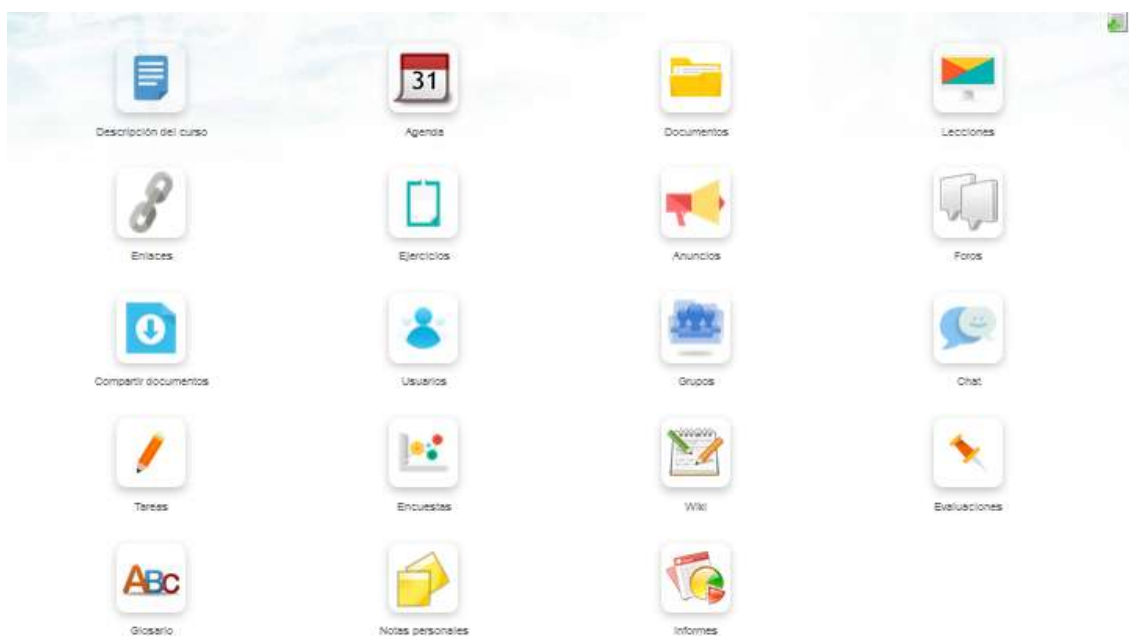 31
Descripción del curso
Agenda
Documentos
Lecciones
Enlaces
Ejercicios
Anuncios
Foros
Compartir documentos
Usuarios
Grupos
Chat
Tareas
Encuestas
Wiki
Evaluaciones
ABC
Glosario
Notas personales
Informes